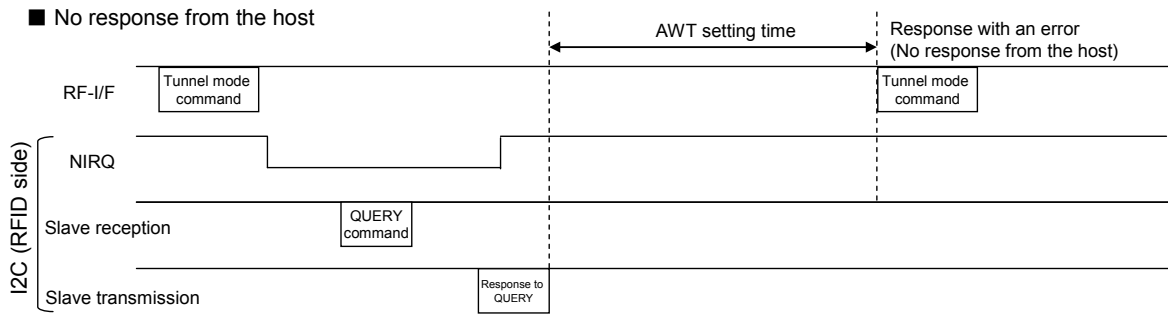 ■ No response from the host
AWT setting time
Response with an error
(No response from the host)
RF-I/F
Tunnel mode
command
Tunnel mode
command
I2C (RFID side)
NIRQ
Slave reception
QUERY
command
Slave transmission
Response to
QUERY